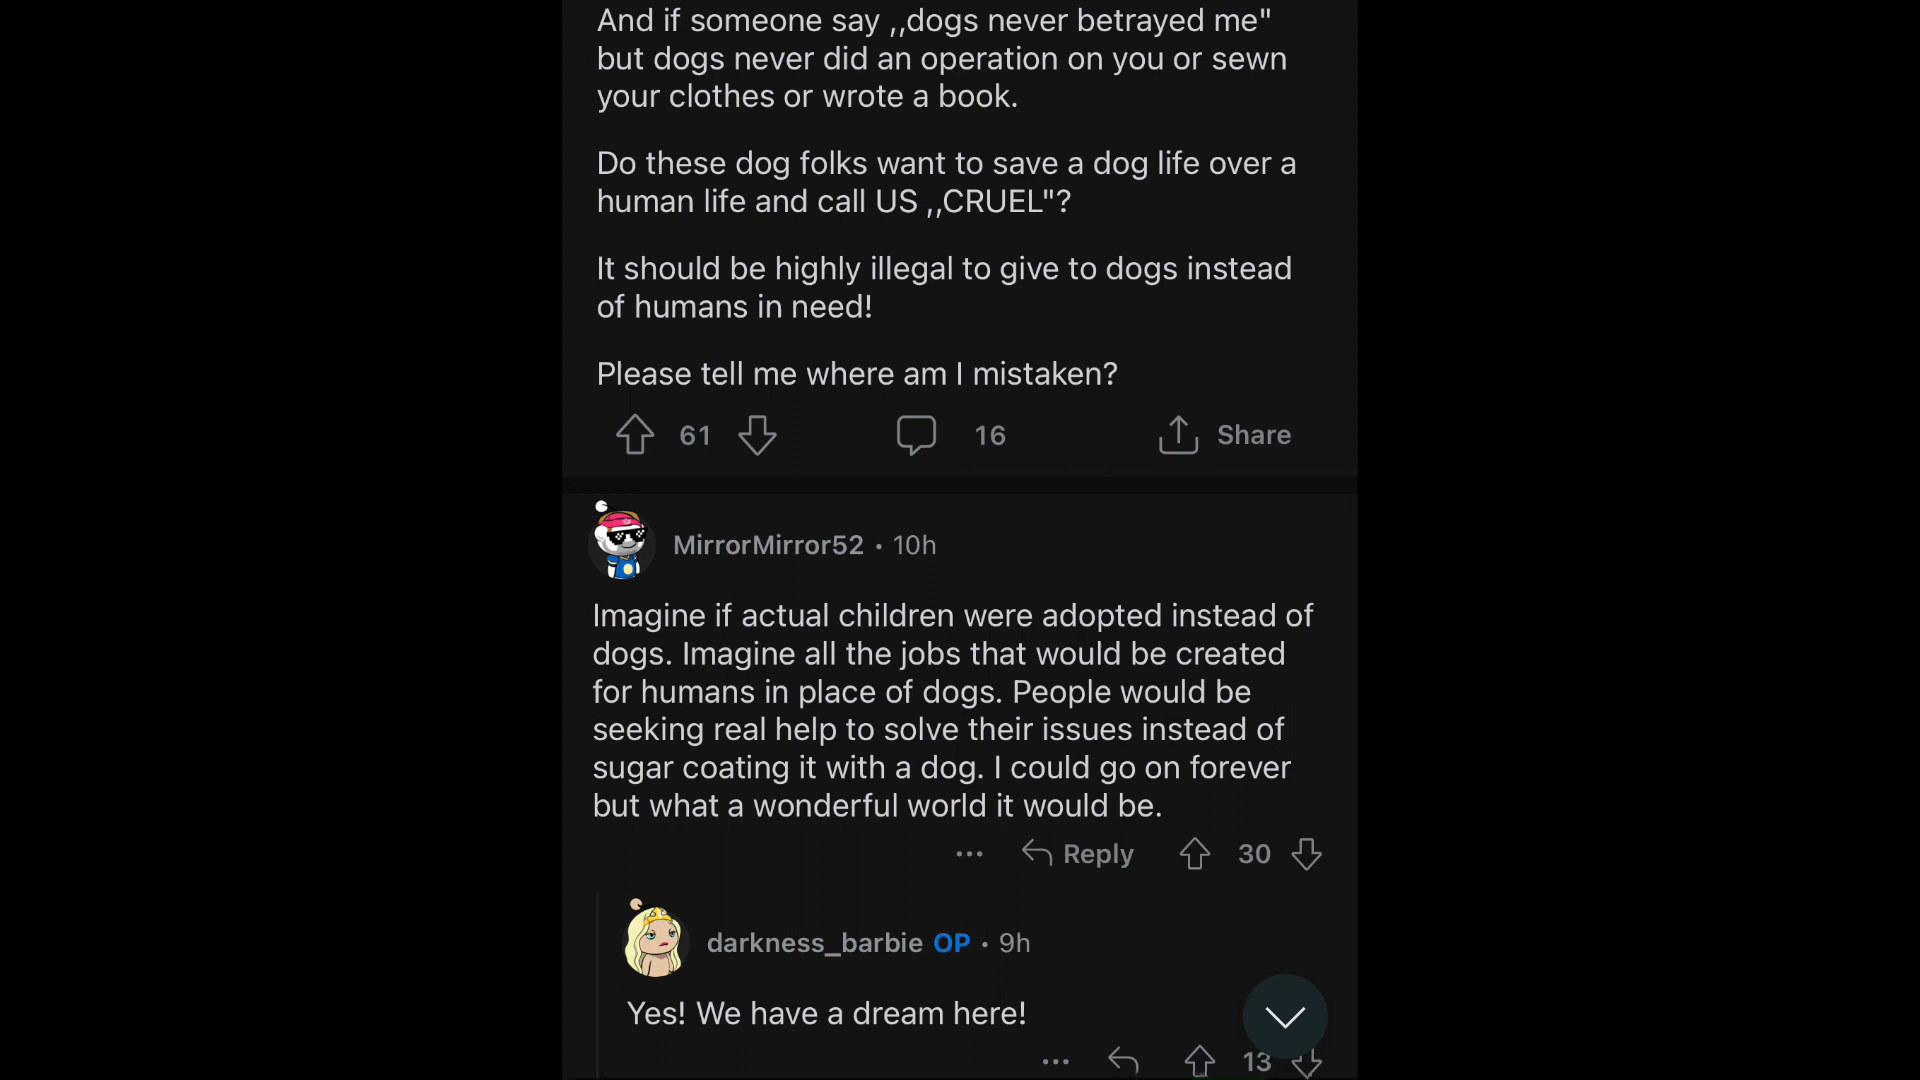 And if someone say ,,dogs never betrayed me"
but dogs never did an operation on you or sewn
your clothes or wrote a book.
Do these dog folks want to save a dog life over a
human life and call US ,,CRUEL"?
It should be highly illegal to give to dogs instead
of humans in need!
Please tell me where am I mistaken?
61 16 Share
MirrorMirror52 • 10h
Imagine if actual children were adopted instead of
dogs. Imagine all the jobs that would be created
for humans in place of dogs. People would be
seeking real help to solve their issues instead of
sugar coating it with a dog. I could go on forever
but what a wonderful world it would be.
... Reply 30
darkness_barbie OP • 9h
Yes! We have a dream here!
... 13